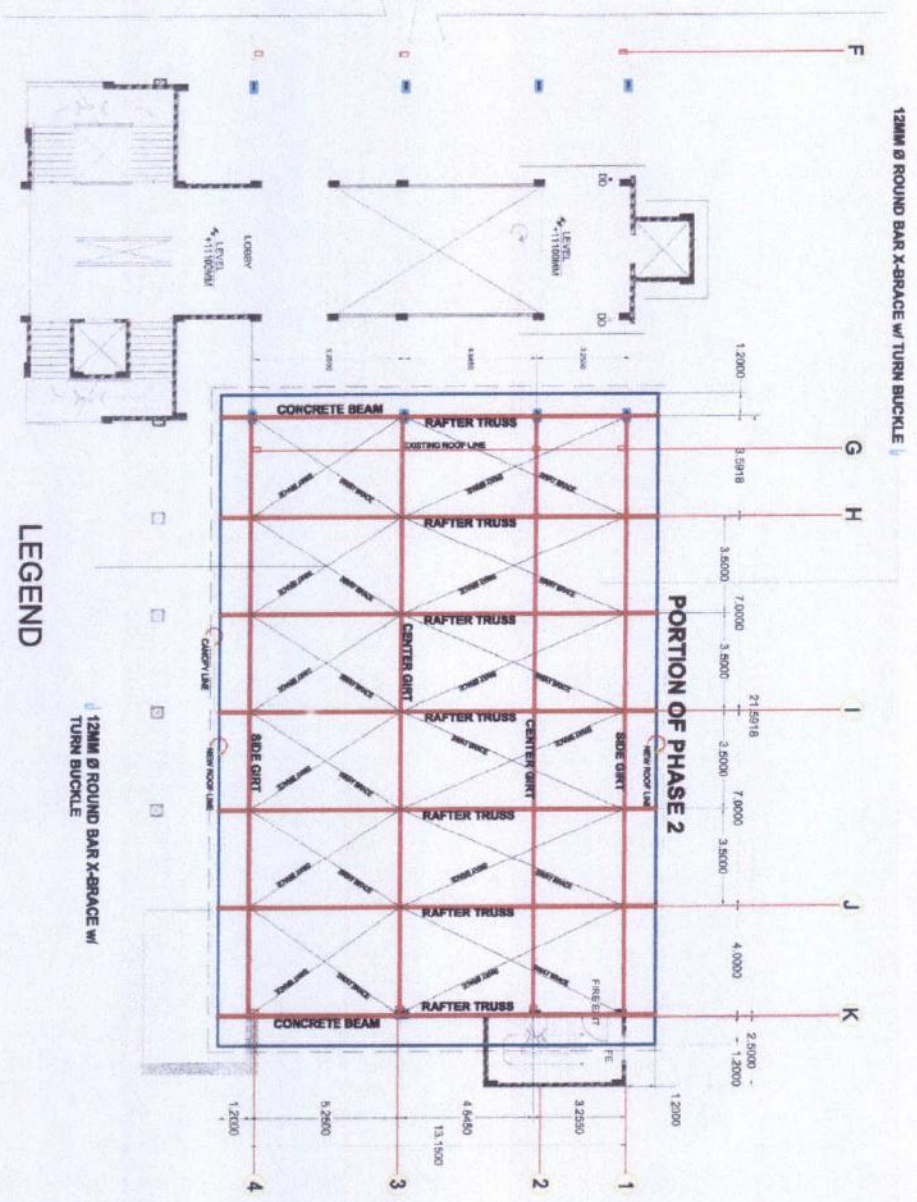 F
G
H
I
J
K
12MM Ø ROUND BAR X-BRACE w/ TURN BUCKLE
1.2000
3.5918
3.5000
7.0000
3.5000
21.5918
3.5000
7.0000
3.5000
4.0000
2.5000
1.2000
PORTION OF PHASE 2
DD
DD
LEVEL
+11100MM
LOBBY
LEVEL
+11100MM
3.2500
CONCRETE BEAM
RAFTER TRUSS
EXISTING ROOF LINE
RAFTER TRUSS
RAFTER TRUSS
RAFTER TRUSS
RAFTER TRUSS
RAFTER TRUSS
RAFTER TRUSS
CONCRETE BEAM
CENTER GIRT
CENTER GIRT
SIDE GIRT
SIDE GIRT
NEW ROOF LINE
NEW ROOF LINE
CANOPY LINE
FIRE EXIT
FE
1.2000
3.2550
13.1500
5.2600
1.2000
1
2
3
4
LEGEND
12MM Ø ROUND BAR X-BRACE w/
TURN BUCKLE